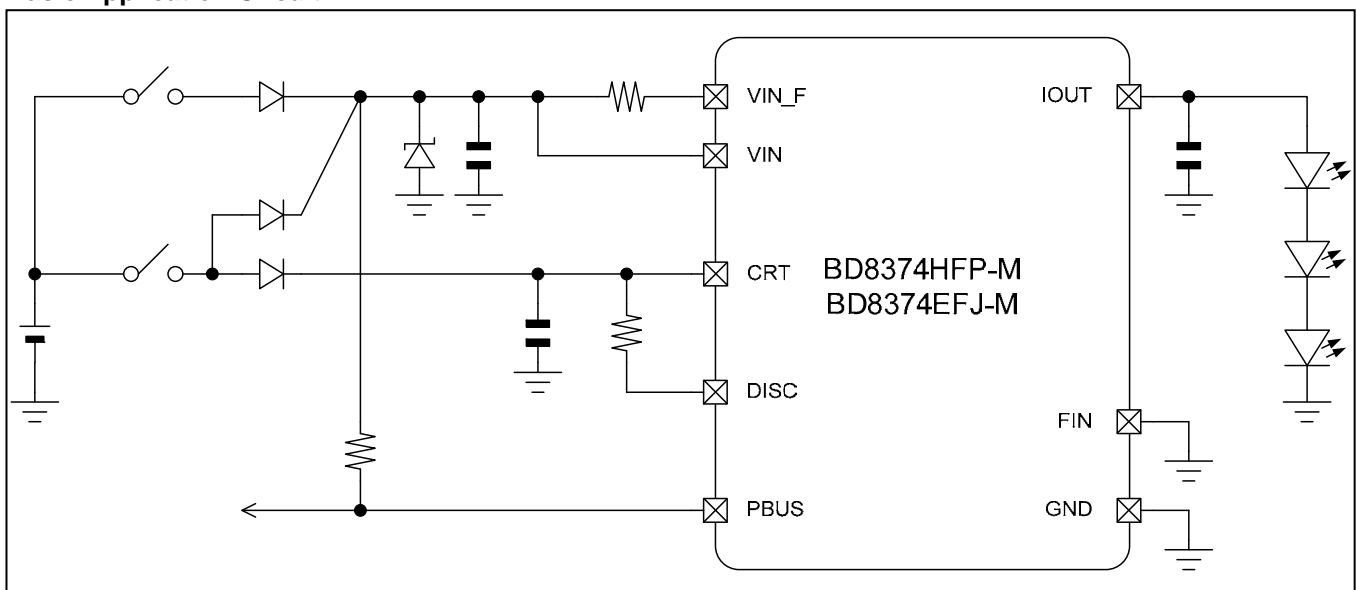 VIN_F
IOUT
VIN
CRT
BD8374HFP-M
BD8374EFJ-M
DISC
FIN
PBUS
GND